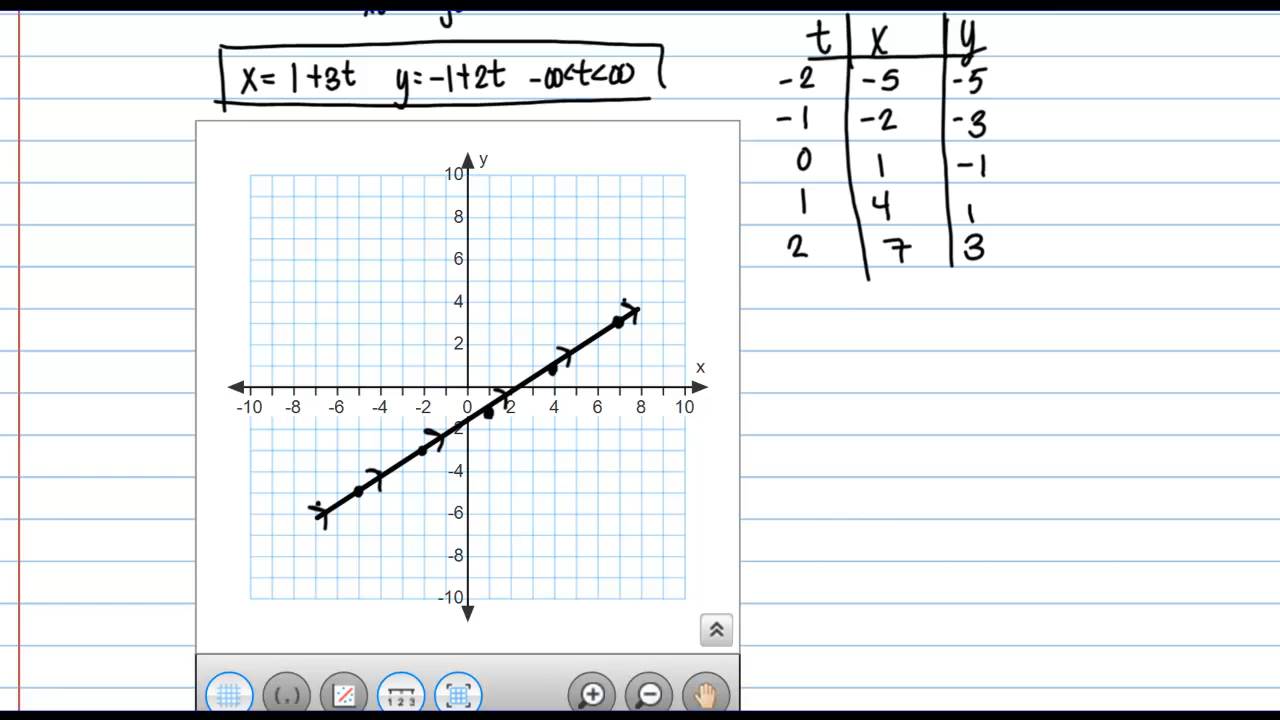 x = 1+3t y = -1+2t -∞<t<∞
t x y
-2 -5 -5
-1 -2 -3
0 1 -1
1 4 1
2 7 3
y
10
8
6
4
2
x
-10 -8 -6 -4 -2 0 2 4 6 8 10
-4
-6
-8
-10
(,)
1 2 3